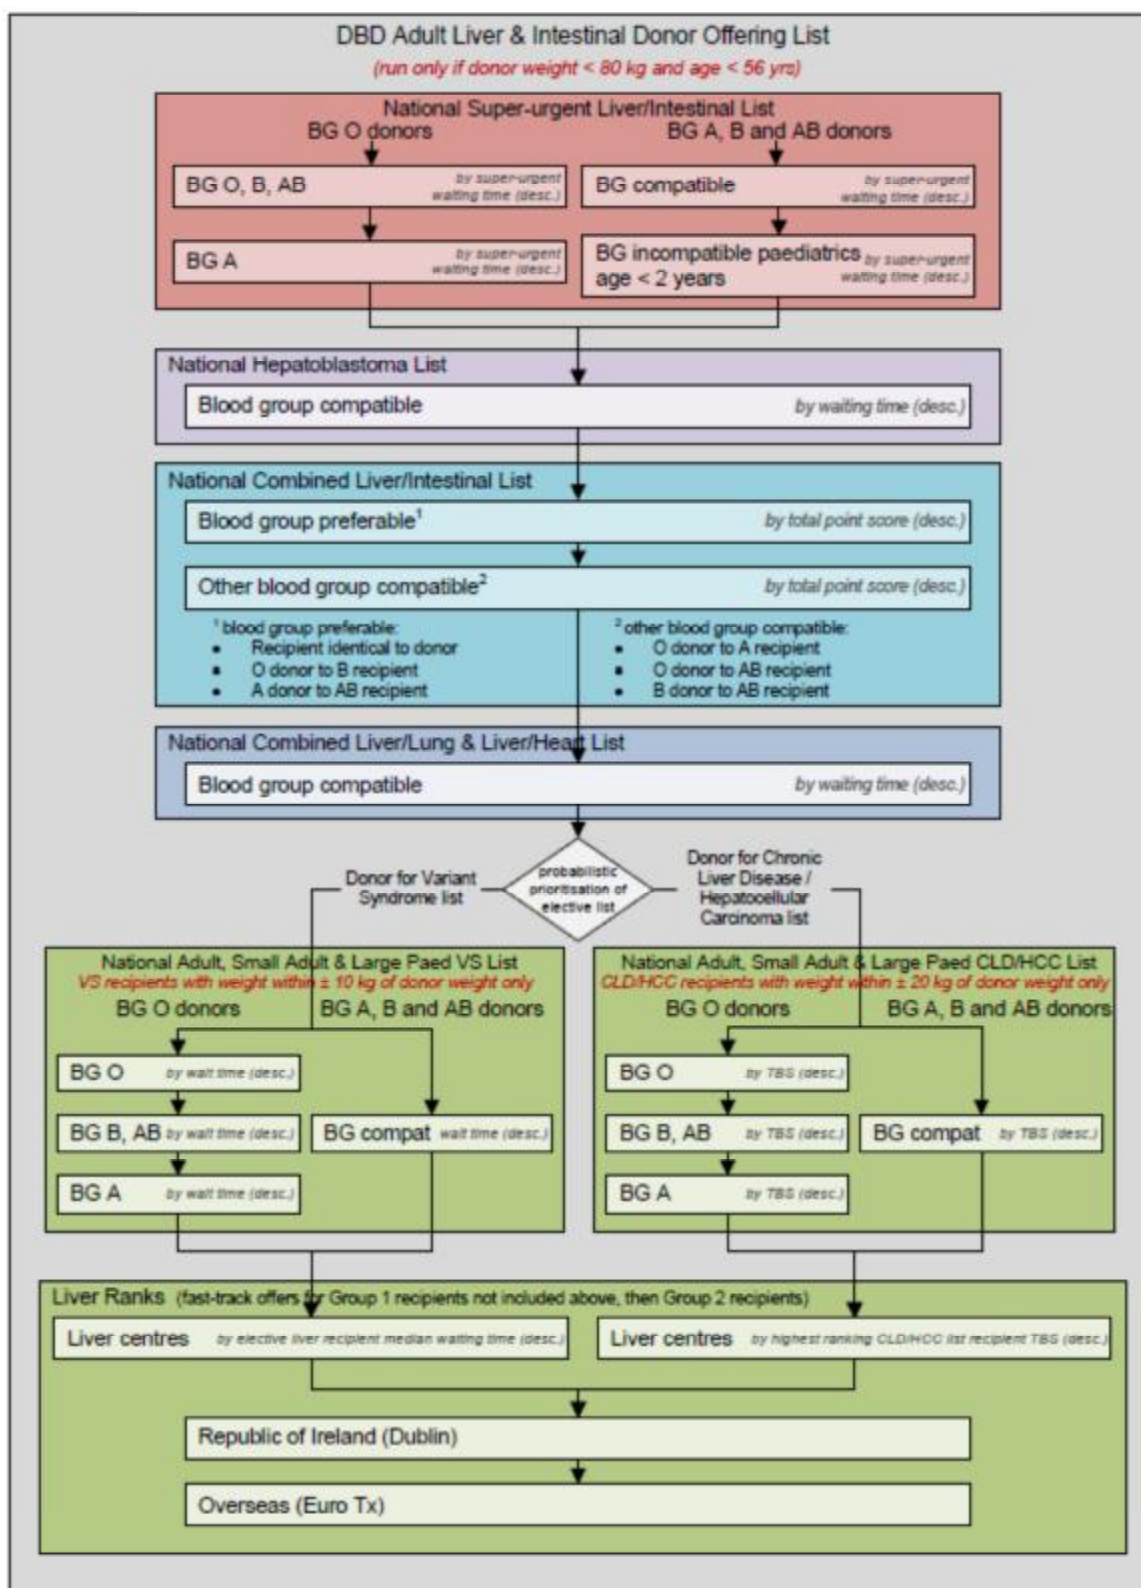 DBD Adult Liver & Intestinal Donor Offering List
(run only if donor weight < 80 kg and age < 56 yrs)
National Super-urgent Liver/Intestinal List
BG O donors
BG A, B and AB donors
BG O, B, AB
by super-urgent
waiting time (desc.)
BG compatible
by super-urgent
waiting time (desc.)
BG A
by super-urgent
waiting time (desc.)
BG incompatible paediatrics
age < 2 years
by super-urgent
waiting time (desc.)
National Hepatoblastoma List
Blood group compatible by waiting time (desc.)
National Combined Liver/Intestinal List
Blood group preferable¹ by total point score (desc.)
Other blood group compatible² by total point score (desc.)
¹ blood group preferable:
• Recipient identical to donor
• O donor to B recipient
• A donor to AB recipient
² other blood group compatible:
• O donor to A recipient
• O donor to AB recipient
• B donor to AB recipient
National Combined Liver/Lung & Liver/Heart List
Blood group compatible by waiting time (desc.)
probabilistic
prioritisation of
elective list
Donor for Variant
Syndrome list
Donor for Chronic
Liver Disease /
Hepatocellular
Carcinoma list
National Adult, Small Adult & Large Paed VS List
VS recipients with weight within ± 10 kg of donor weight only
BG O donors
BG A, B and AB donors
BG O by wait time (desc.)
BG B, AB by wait time (desc.)
BG compat wait time (desc.)
BG A by wait time (desc.)
National Adult, Small Adult & Large Paed CLD/HCC List
CLD/HCC recipients with weight within ± 20 kg of donor weight only
BG O donors
BG A, B and AB donors
BG O by TBS (desc.)
BG B, AB by TBS (desc.)
BG compat by TBS (desc.)
BG A by TBS (desc.)
Liver Ranks (fast-track offers for Group 1 recipients not included above, then Group 2 recipients)
Liver centres by elective liver recipient median waiting time (desc.)
Liver centres by highest ranking CLD/HCC list recipient TBS (desc.)
Republic of Ireland (Dublin)
Overseas (Euro Tx)